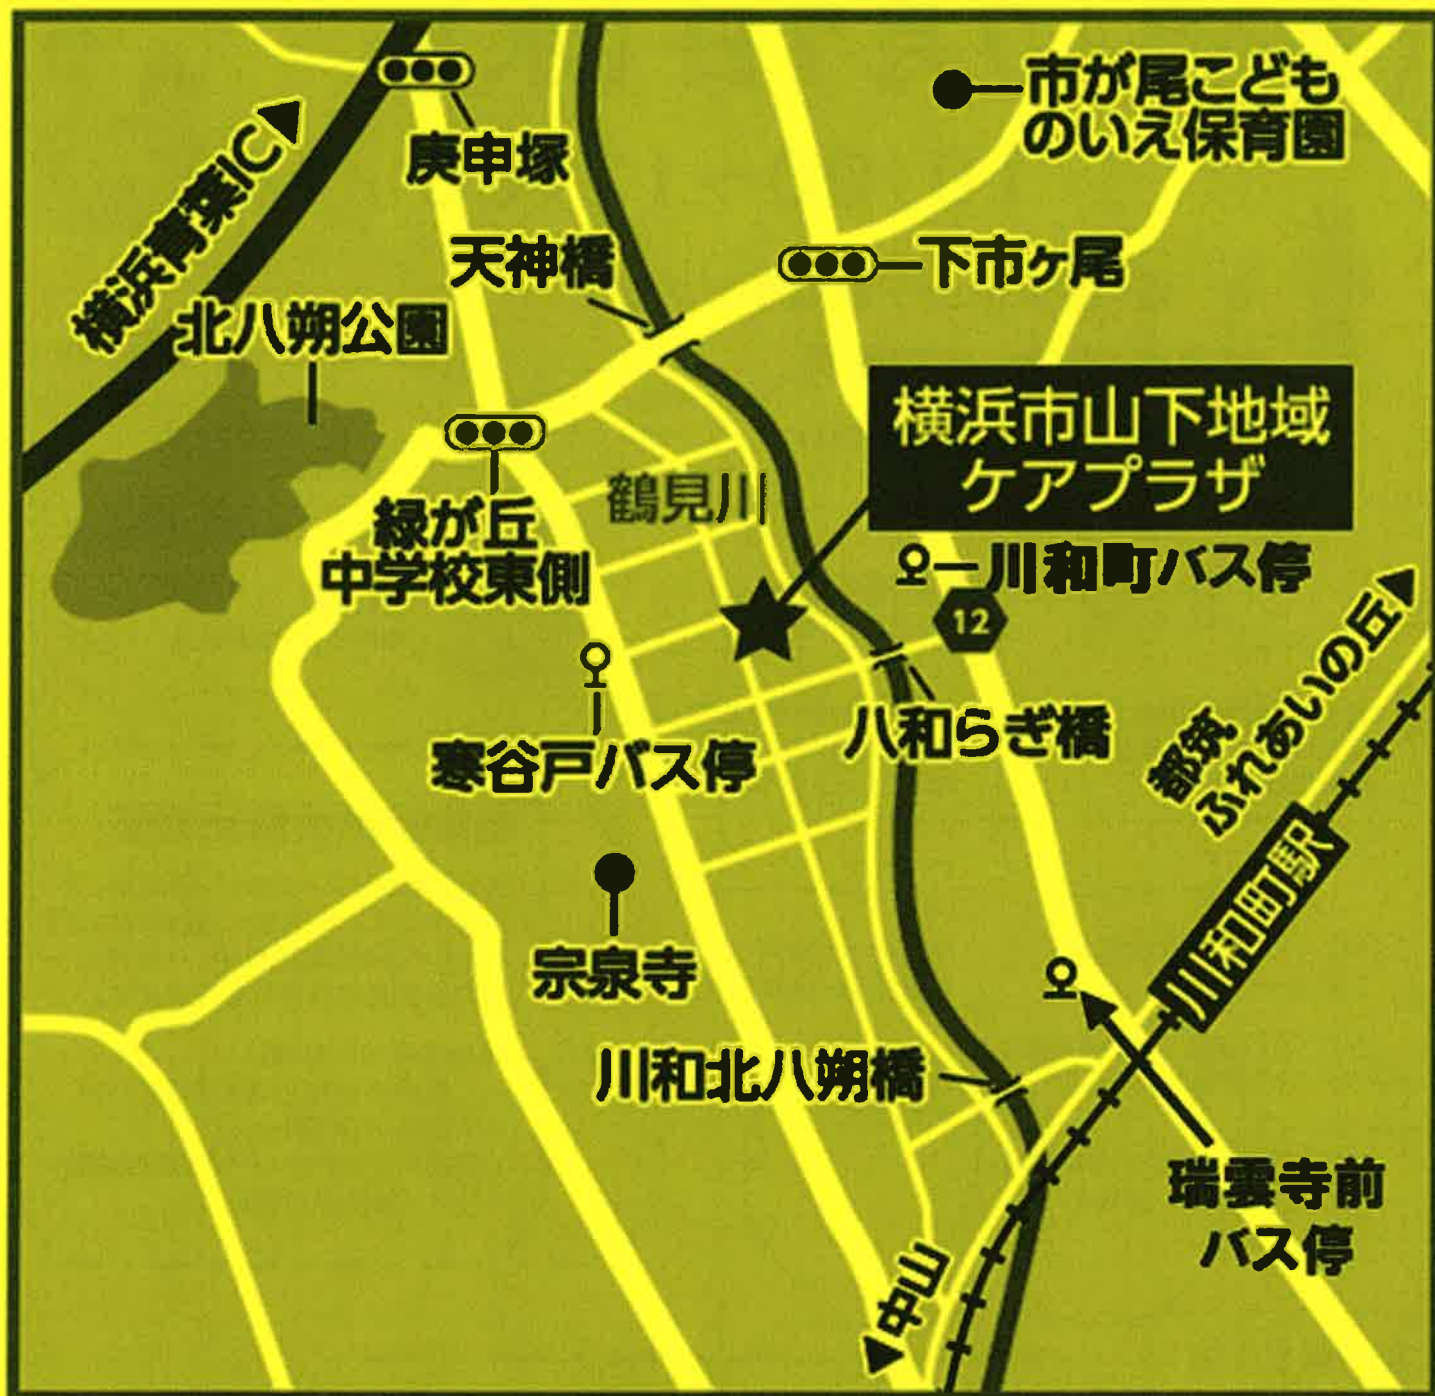 市が尾こども
のいえ保育園
庚申塚
横浜青葉IC
天神橋
下市ヶ尾
北八朔公園
横浜市山下地域
ケアプラザ
鶴見川
緑が丘
中学校東側
川和町バス停
12
八和らぎ橋
寒谷戸バス停
都筑
ふれあいの丘
川和町駅
宗泉寺
川和北八朔橋
瑞雲寺前
バス停
中山